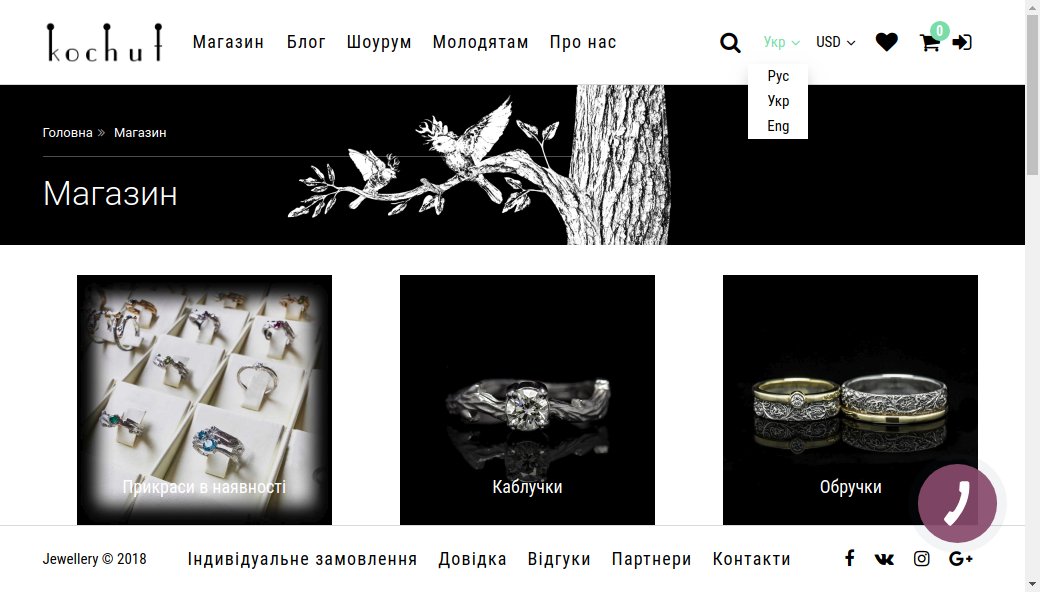 kochut
Магазин Блог Шоурум Молодятам Про нас
Укр USD 0
Рус
Укр
Eng
Головна » Магазин
Магазин
Прикраси в наявності
Каблучки
Обручки
Jewellery © 2018 Індивідуальне замовлення Довідка Відгуки Партнери Контакти